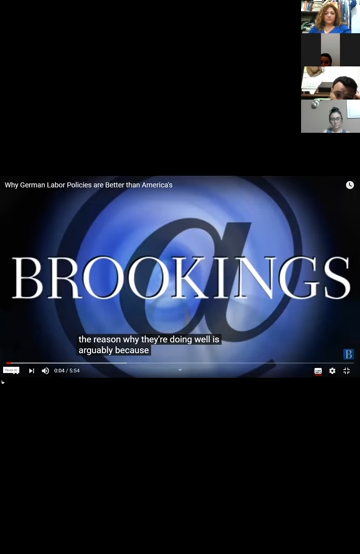 Why German Labor Policies are Better than America's
@
BROOKINGS
the reason why they're doing well is
arguably because
B
0:04 / 5:54